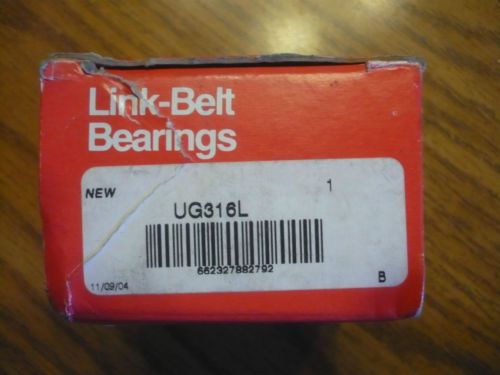 Link-Belt
Bearings
NEW
1
UG316L
662327882792
11/09/04
B